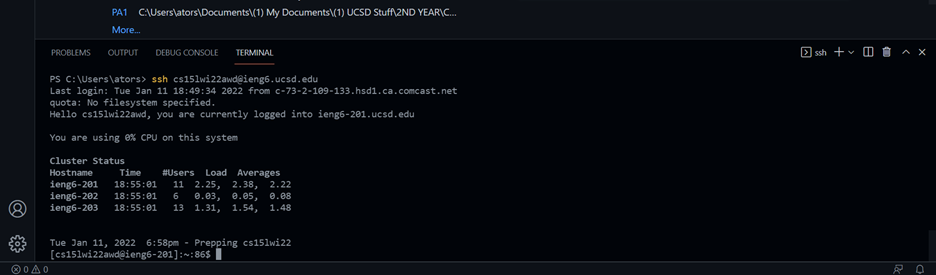 PA1 C:\Users\ators\Documents\(1) My Documents\(1) UCSD Stuff\2ND YEAR\C...
More...
PROBLEMS OUTPUT DEBUG CONSOLE TERMINAL ssh
PS C:\Users\ators> ssh cs15lwi22awd@ieng6.ucsd.edu
Last login: Tue Jan 11 18:49:34 2022 from c-73-2-109-133.hsd1.ca.comcast.net
quota: No filesystem specified.
Hello cs15lwi22awd, you are currently logged into ieng6-201.ucsd.edu
You are using 0% CPU on this system
Cluster Status
Hostname Time #Users Load Averages
ieng6-201 18:55:01 11 2.25, 2.38, 2.22
ieng6-202 18:55:01 6 0.03, 0.05, 0.08
ieng6-203 18:55:01 13 1.31, 1.54, 1.48
Tue Jan 11, 2022 6:58pm - Prepping cs15lwi22
[cs15lwi22awd@ieng6-201]:~:86$
0 0